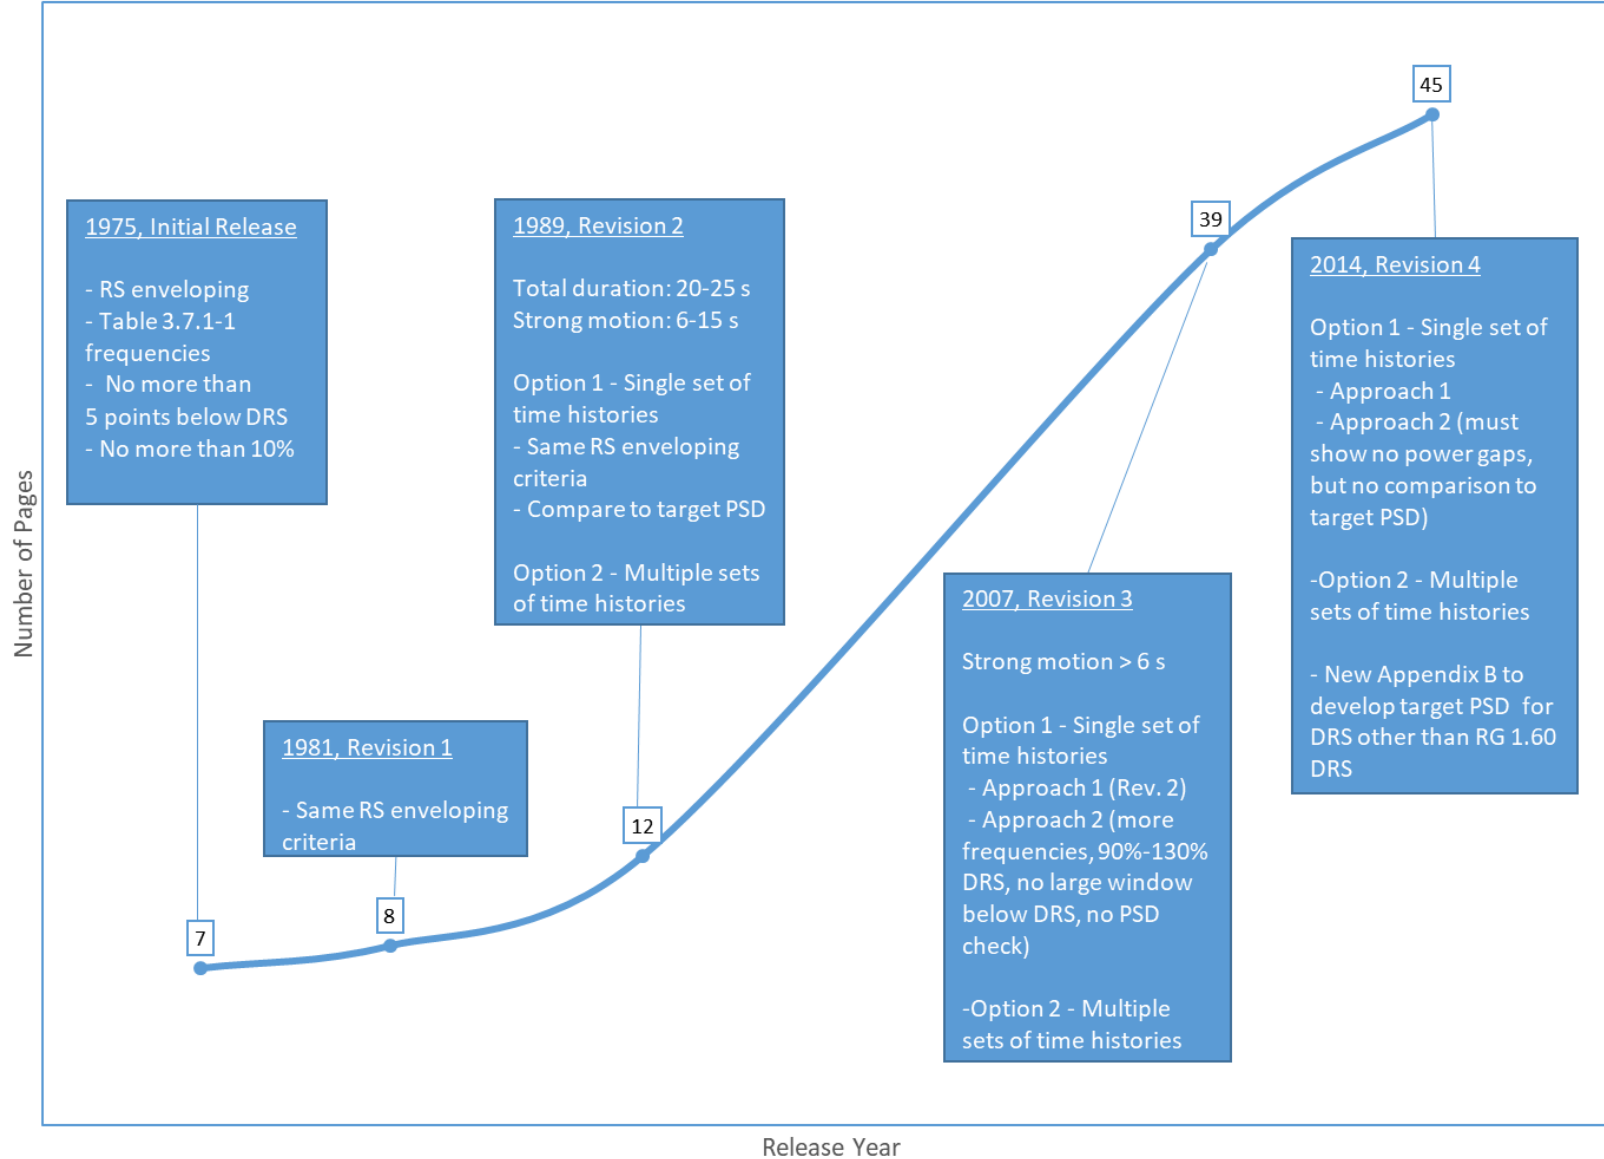 45
39
1975, Initial Release
- RS enveloping
- Table 3.7.1-1
frequencies
-  No more than
5 points below DRS
- No more than 10%
1989, Revision 2
Total duration: 20-25 s
Strong motion: 6-15 s
Option 1 - Single set of
time histories
- Same RS enveloping
criteria
- Compare to target PSD
Option 2 - Multiple sets
of time histories
2014, Revision 4
Option 1 - Single set of
time histories
- Approach 1
- Approach 2 (must
show no power gaps,
but no comparison to
target PSD)
-Option 2 - Multiple
sets of time histories
- New Appendix B to
develop target PSD  for
DRS other than RG 1.60
DRS
2007, Revision 3
Strong motion > 6 s
Option 1 - Single set of
time histories
- Approach 1 (Rev. 2)
- Approach 2 (more
frequencies, 90%-130%
DRS, no large window
below DRS, no PSD
check)
-Option 2 - Multiple
sets of time histories
1981, Revision 1
- Same RS enveloping
criteria
12
8
7
Number of Pages
Release Year